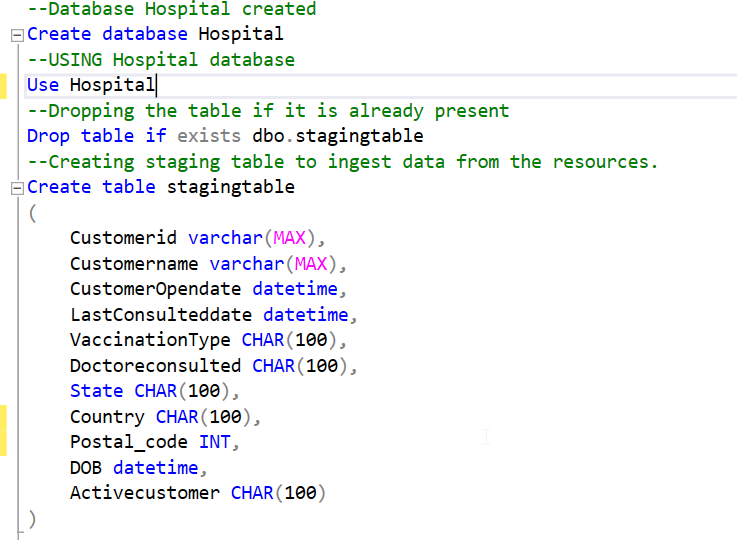 --Database Hospital created
Create database Hospital
--USING Hospital database
Use Hospital
--Dropping the table if it is already present
Drop table if exists dbo.stagingtable
--Creating staging table to ingest data from the resources.
Create table stagingtable
(
Customerid varchar(MAX),
Customername varchar(MAX),
CustomerOpendate datetime,
LastConsulteddate datetime,
VaccinationType CHAR(100),
Doctoreconsulted CHAR(100),
State CHAR(100),
Country CHAR(100),
Postal_code INT,
DOB datetime,
Activecustomer CHAR(100)
)